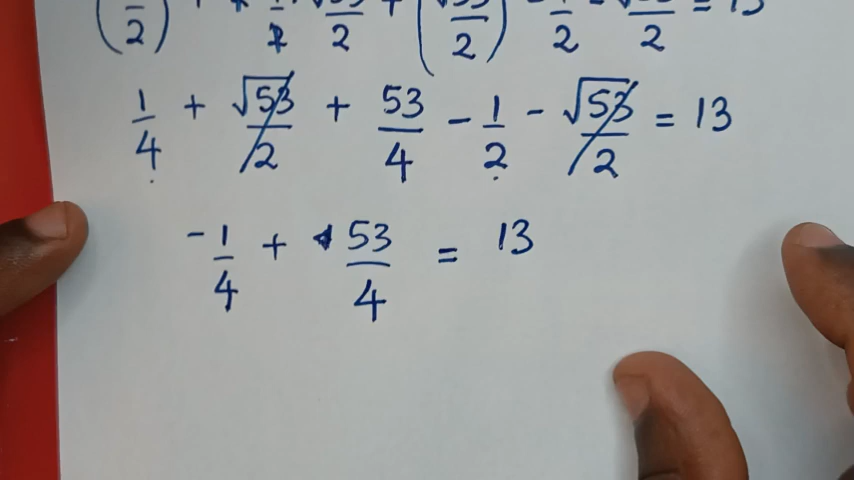 1/4 + √53/2 + 53/4 - 1/2 - √53/2 = 13
-1/4 + 53/4 = 13